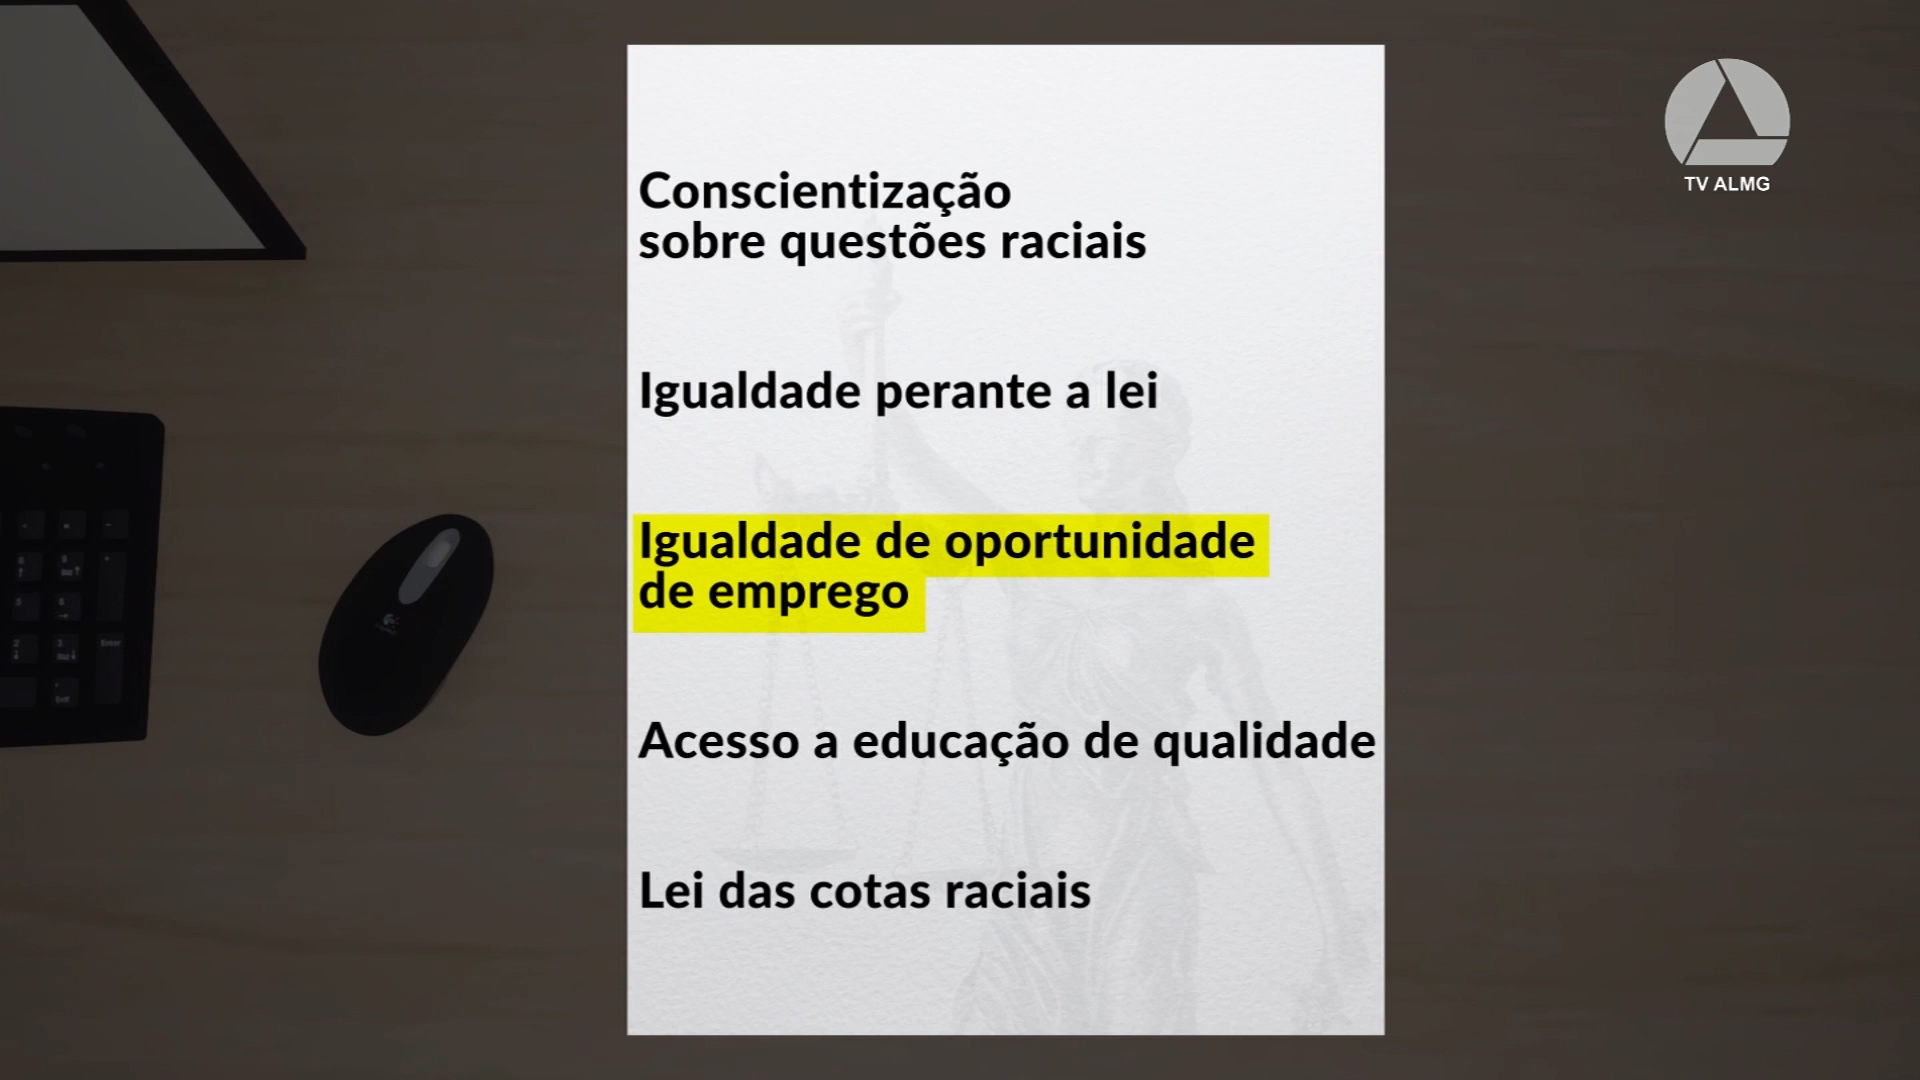 Conscientização
sobre questões raciais
Igualdade perante a lei
Igualdade de oportunidade
de emprego
Acesso a educação de qualidade
Lei das cotas raciais
TV ALMG